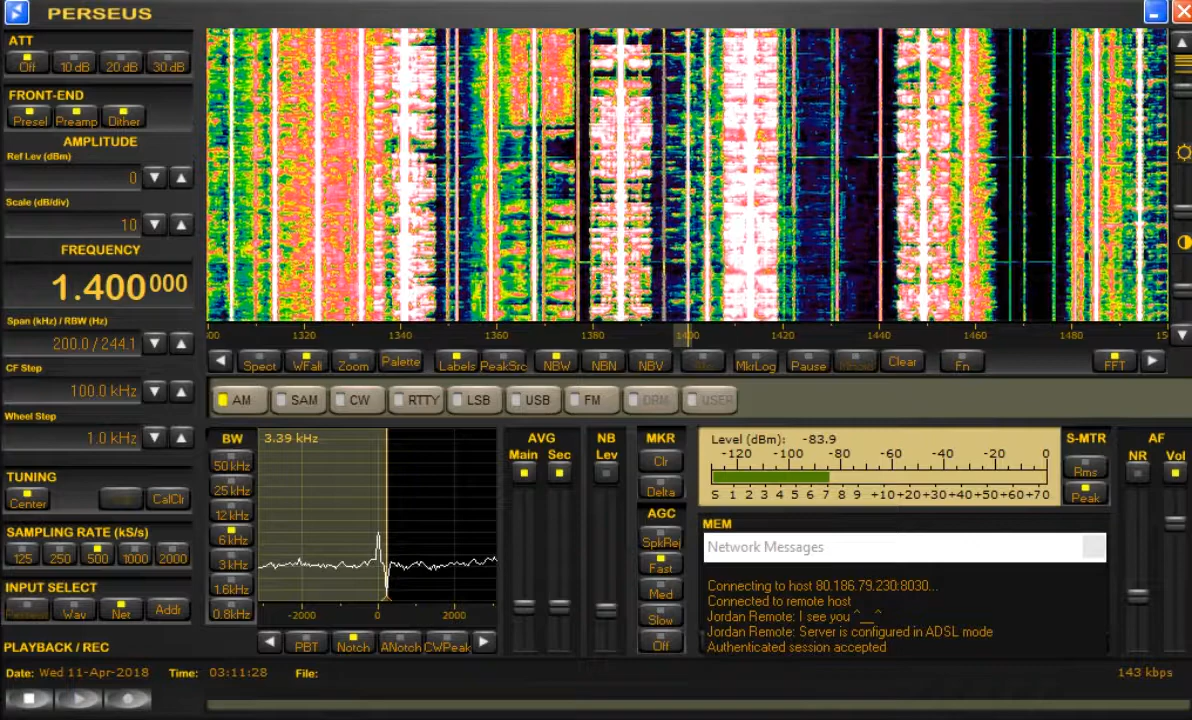 PERSEUS
ATT
Off 10 dB 20 dB 30 dB
FRONT-END
Presel Preamp Dither
AMPLITUDE
Ref Lev (dBm)
0
Scale (dB/div)
10
FREQUENCY
1.400000
Span (kHz) / RBW (Hz)
200.0 / 244.1
CF Step
100.0 kHz
Wheel Step
1.0 kHz
TUNING
Center CalClr
SAMPLING RATE (kS/s)
125 250 500 1000 2000
INPUT SELECT
Perseus Wav Net Addr
PLAYBACK / REC
1320 1340 1360 1380 1400 1420 1440 1460 1480
Spect WFall Zoom Palette Labels PeakSrc NBW NBN NBV MkrLog Pause Clear Fn FFT
AM SAM CW RTTY LSB USB FM DRM USER
BW
50 kHz
25 kHz
12 kHz
6 kHz
3 kHz
1.6kHz
0.8kHz
3.39 kHz
-2000 0 2000
PBT Notch ANotch CWPeak
AVG
Main Sec
NB
Lev
MKR
Clr
Delta
AGC
SpkRej
Fast
Med
Slow
Off
Level (dBm): -83.9
-120 -100 -80 -60 -40 -20 0
S 1 2 3 4 5 6 7 8 9 +10+20+30+40+50+60+70
S-MTR
Rms
Peak
AF
NR Vol
MEM
Network Messages
Connecting to host 80.186.79.230:8030...
Connected to remote host
Jordan Remote: I see you ^__^
Jordan Remote: Server is configured in ADSL mode
Authenticated session accepted
Date: Wed 11-Apr-2018 Time: 03:11:28 File:
143 kbps